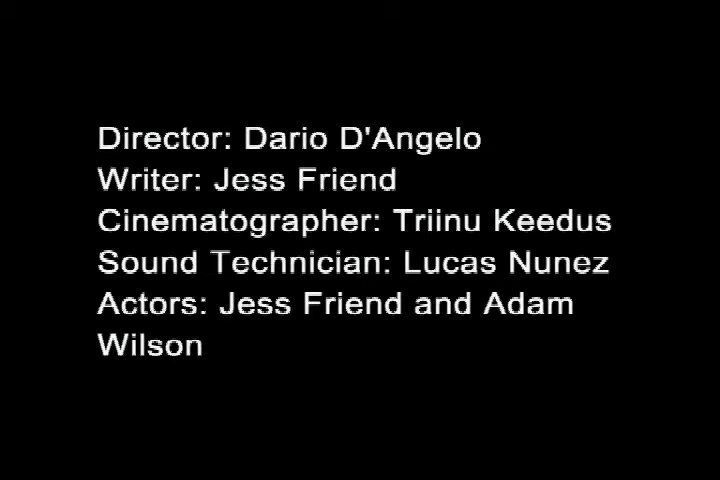 Director: Dario D'Angelo
Writer: Jess Friend
Cinematographer: Triinu Keedus
Sound Technician: Lucas Nunez
Actors: Jess Friend and Adam
Wilson